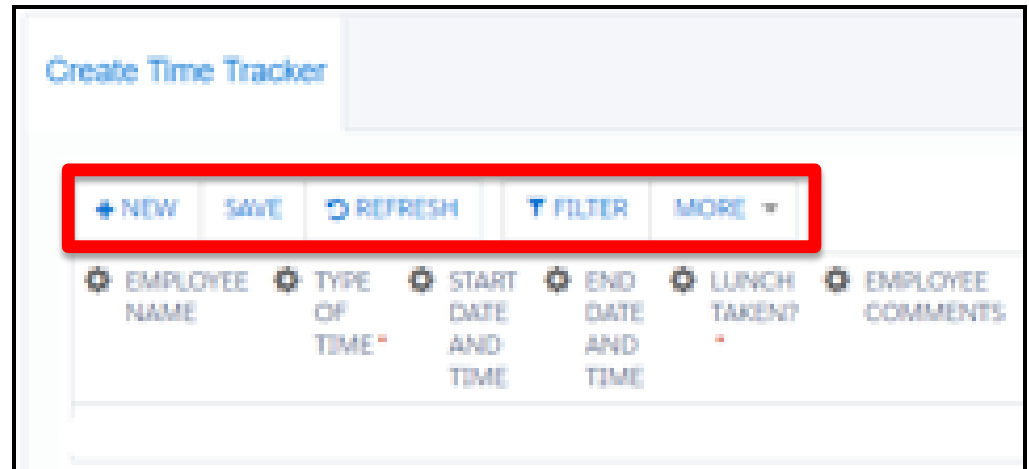 Create Time Tracker
NEW SAVE REFRESH FILTER MORE
EMPLOYEE TYPE START END LUNCH EMPLOYEE
NAME OF DATE DATE TAKEN? COMMENTS
TIME* AND AND *
TIME TIME